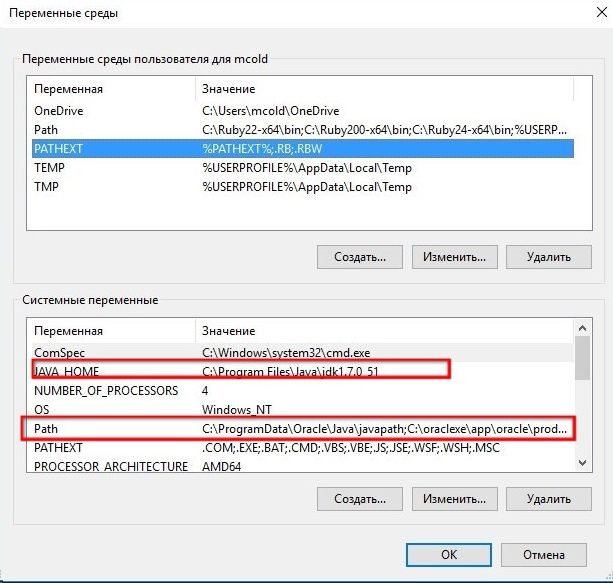 Переменные среды
Переменные среды пользователя для mcold
Переменная Значение
OneDrive C:\Users\mcold\OneDrive
Path C:\Ruby22-x64\bin;C:\Ruby200-x64\bin;C:\Ruby24-x64\bin;%USERP...
PATHEXT %PATHEXT%;.RB;.RBW
TEMP %USERPROFILE%\AppData\Local\Temp
TMP %USERPROFILE%\AppData\Local\Temp
Создать... Изменить... Удалить
Системные переменные
Переменная Значение
ComSpec C:\Windows\system32\cmd.exe
JAVA_HOME C:\Program Files\Java\jdk1.7.0_51
NUMBER_OF_PROCESSORS 4
OS Windows_NT
Path C:\ProgramData\Oracle\Java\javapath;C:\oraclexe\app\oracle\prod...
PATHEXT .COM;.EXE;.BAT;.CMD;.VBS;.VBE;.JS;.JSE;.WSF;.WSH;.MSC
PROCESSOR_ARCHITECTURE AMD64
Создать... Изменить... Удалить
OK Отмена